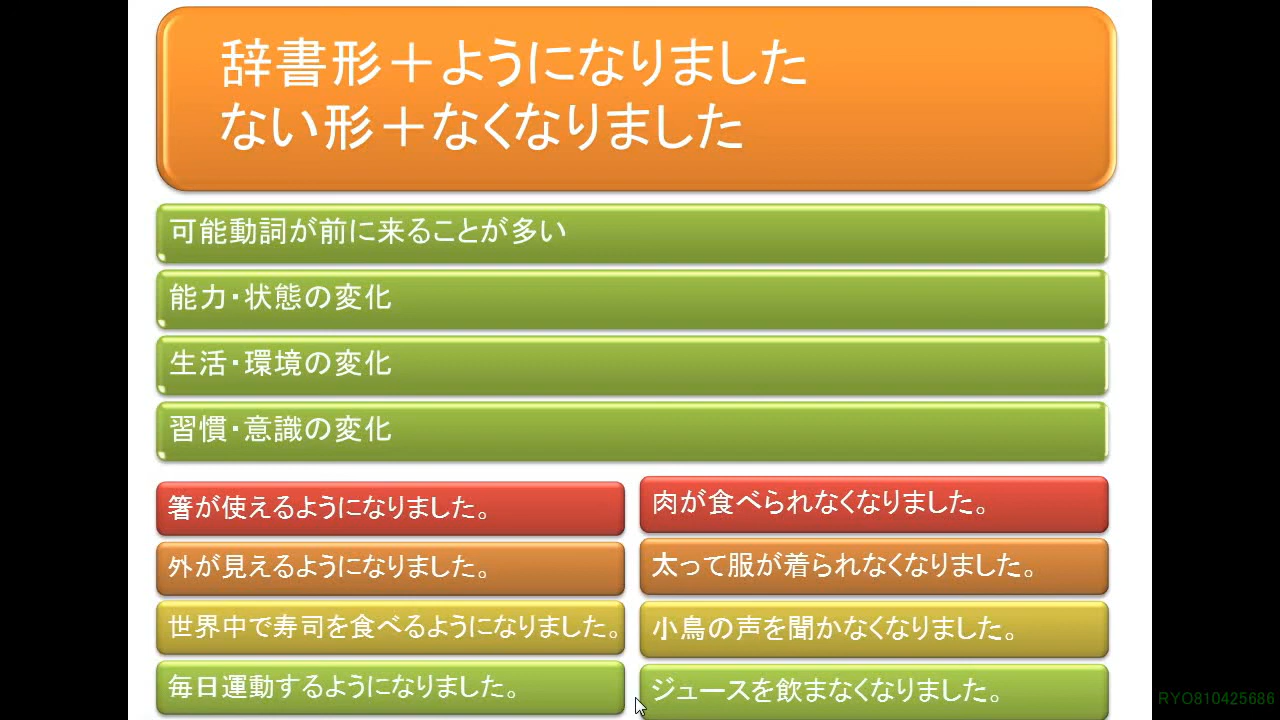 辞書形＋ようになりました
ない形＋なくなりました
可能動詞が前に来ることが多い
能力・状態の変化
生活・環境の変化
習慣・意識の変化
箸が使えるようになりました。
外が見えるようになりました。
世界中で寿司を食べるようになりました。
毎日運動するようになりました。
肉が食べられなくなりました。
太って服が着られなくなりました。
小鳥の声を聞かなくなりました。
ジュースを飲まなくなりました。
RYO810425686